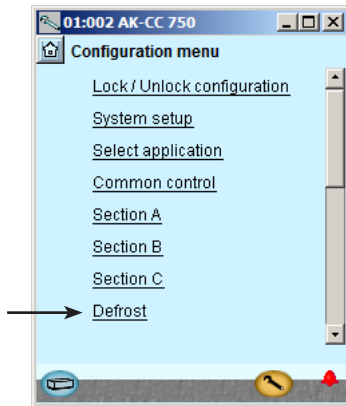 01:002 AK-CC 750
Configuration menu
Lock / Unlock configuration
System setup
Select application
Common control
Section A
Section B
Section C
Defrost